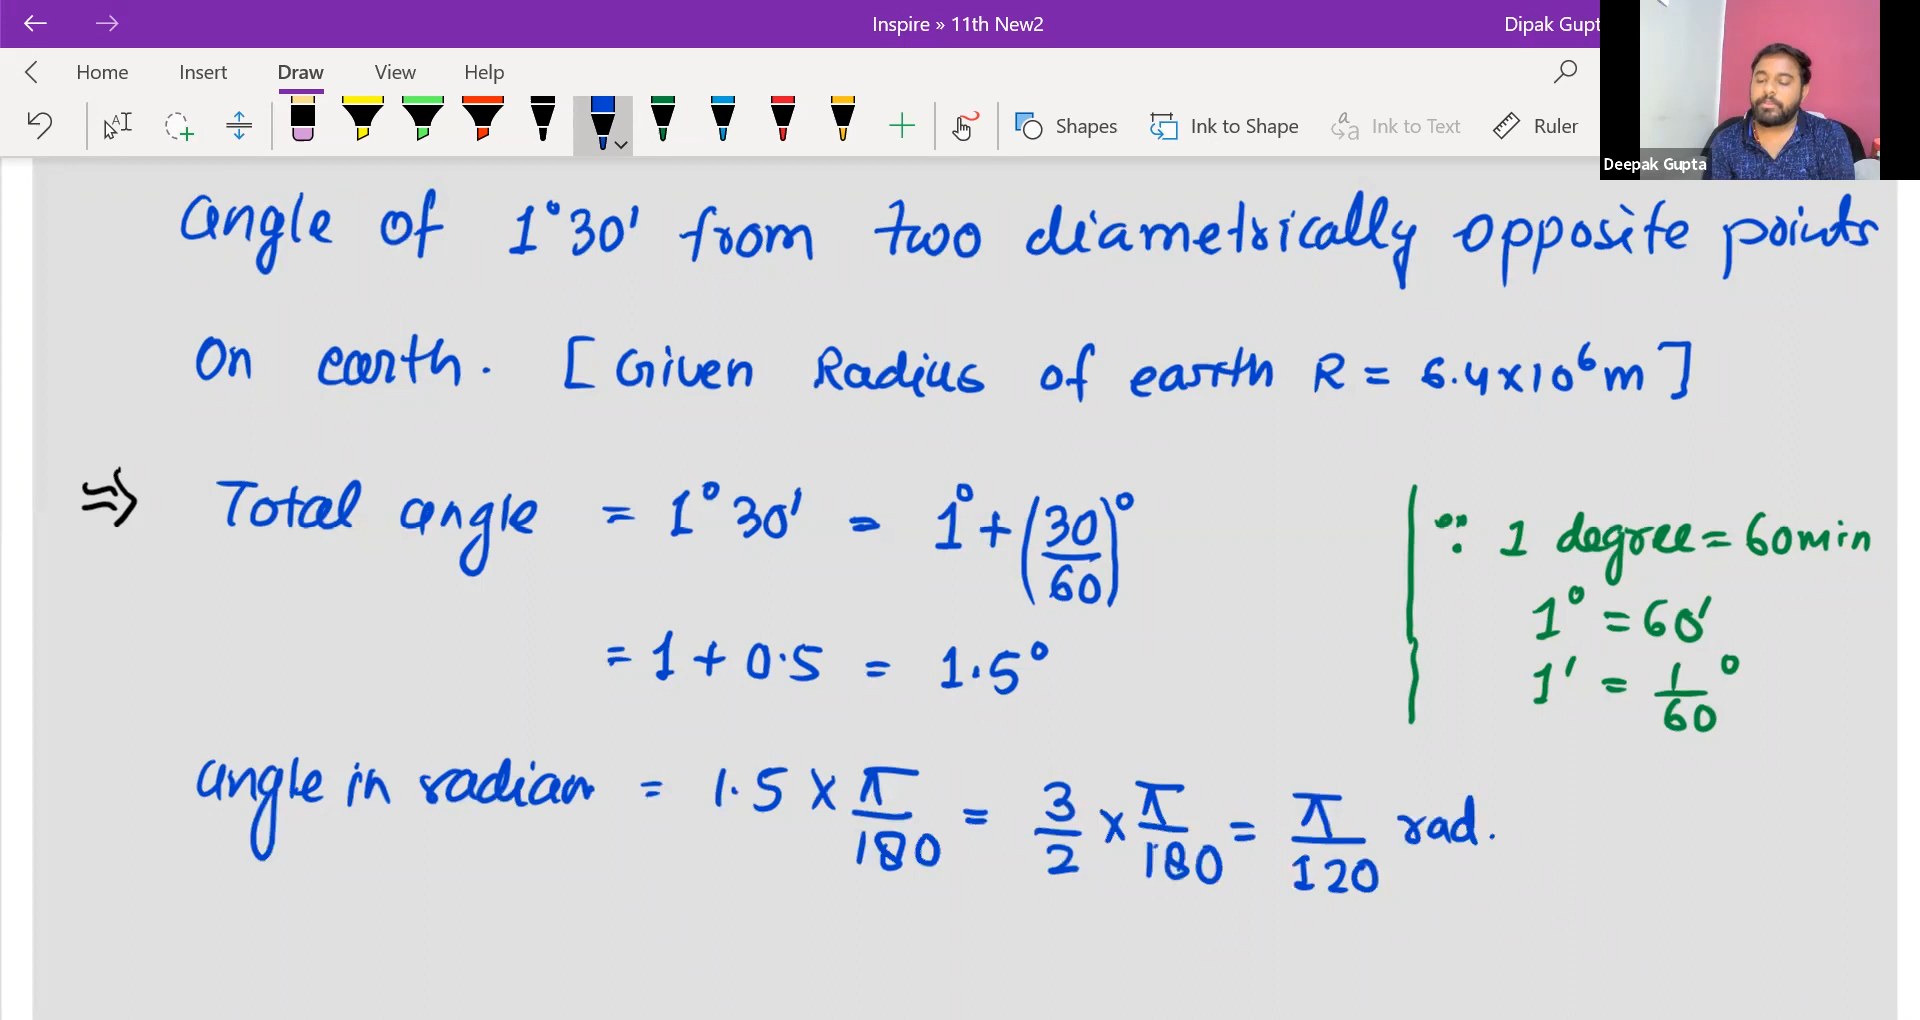 Inspire » 11th New2
Dipak Gupt
Home Insert Draw View Help
Shapes Ink to Shape Ink to Text Ruler
Deepak Gupta
angle of 1°30' from two diametrically opposite points
on earth. [Given Radius of earth R = 6.4×10⁶m]
⇒ Total angle = 1°30' = 1° + (30/60)°
= 1 + 0.5 = 1.5°
∵ 1 degree = 60min
1° = 60'
1' = 1/60°
angle in radian = 1.5 × π/180 = 3/2 × π/180 = π/120 rad.